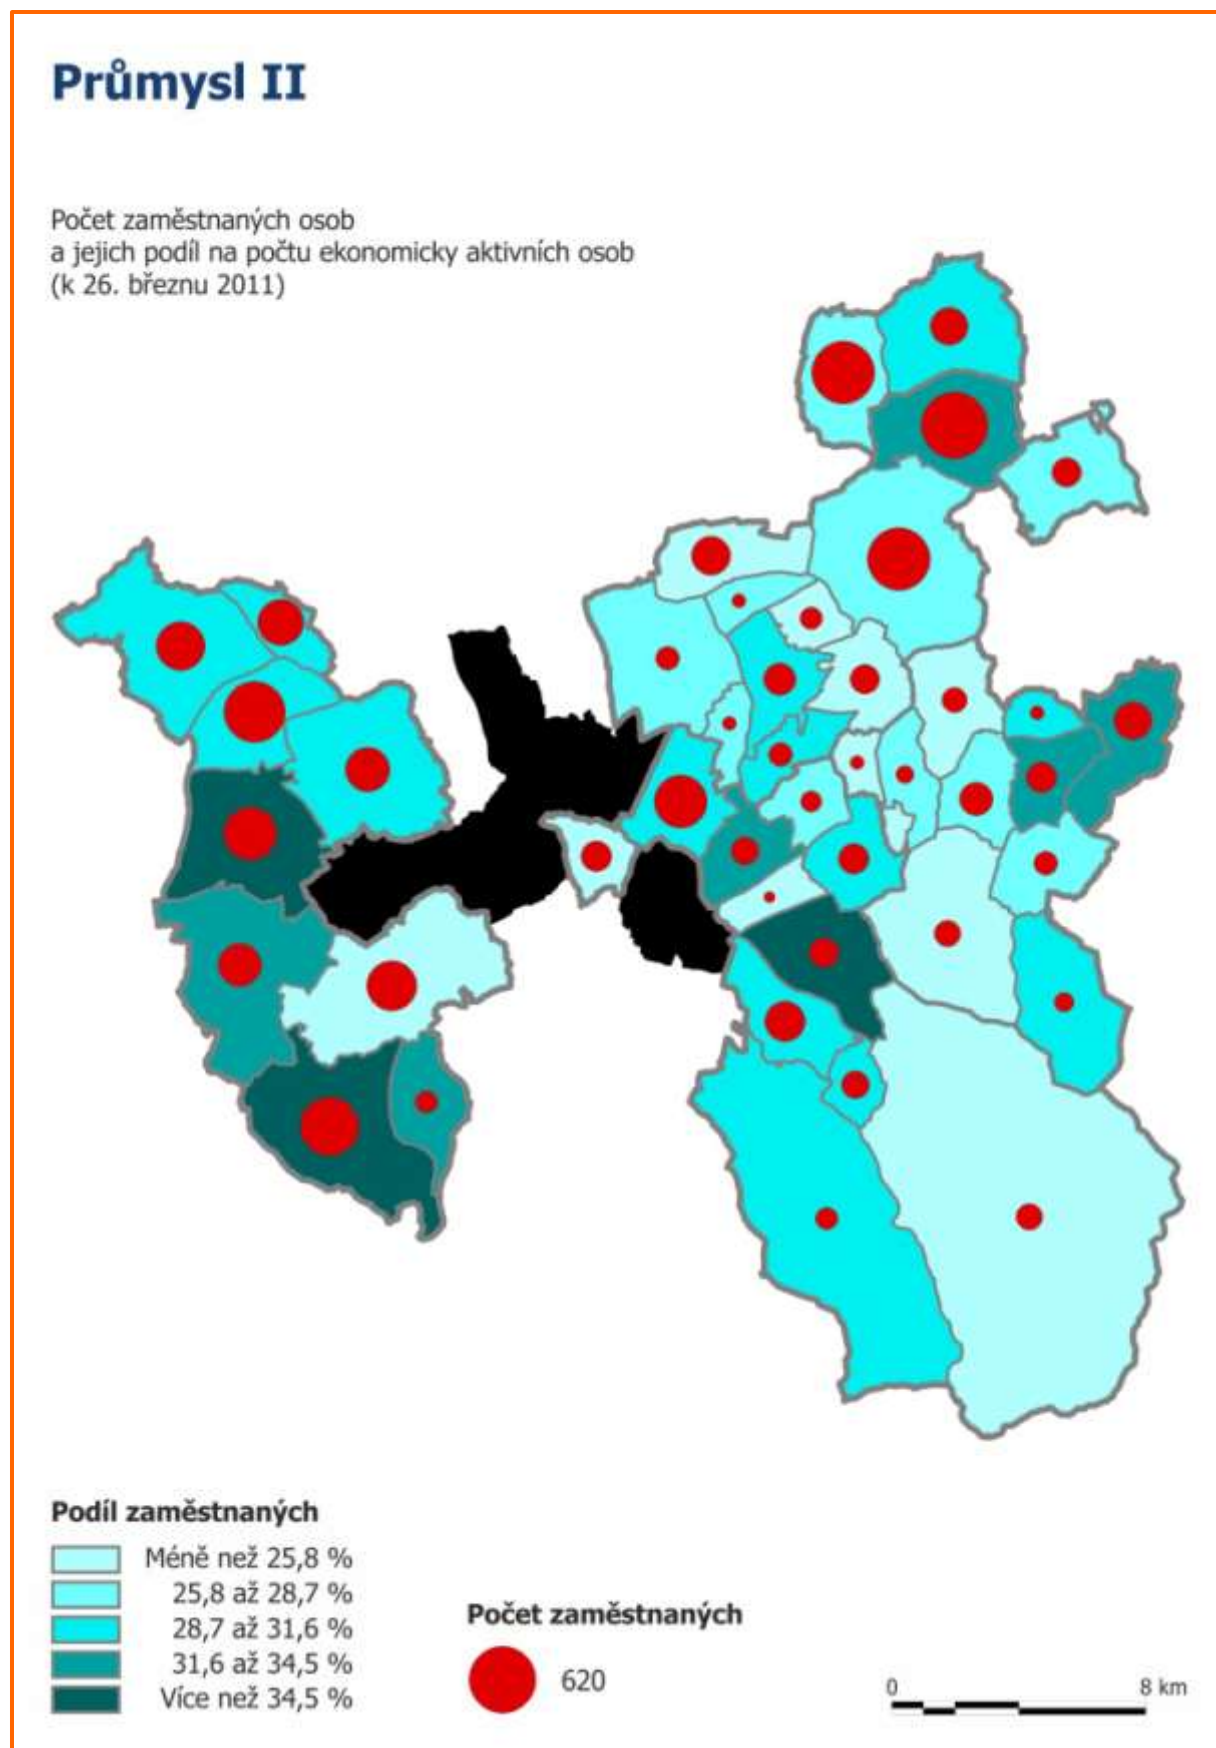 Průmysl II
Počet zaměstnaných osob
a jejich podíl na počtu ekonomicky aktivních osob
(k 26. březnu 2011)
Podíl zaměstnaných
Méně než 25,8 %
25,8 až 28,7 %
28,7 až 31,6 %
31,6 až 34,5 %
Více než 34,5 %
Počet zaměstnaných
620
0 8 km